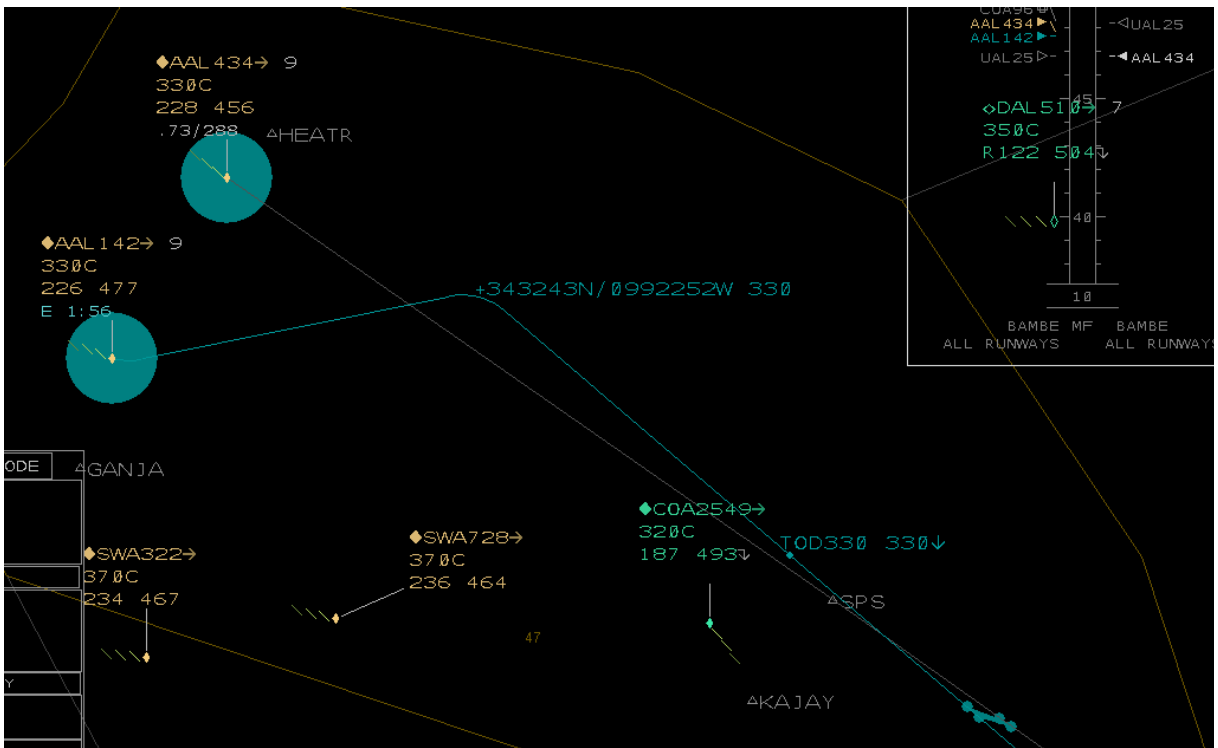 AAL434→ 9
330C
228 456
.73/288
△HEATR
AAL142→ 9
330C
226 477
E 1:56
+343243N/0992252W 330
COA96
AAL434
AAL142
UAL25
UAL25
AAL434
45
40
10
BAMBE MF BAMBE
ALL RUNWAYS ALL RUNWAYS
DAL510→ 7
350C
R122 504
ODE
GANJA
SWA322→
370C
234 467
SWA728→
370C
236 464
COA2549→
320C
187 493
TOD330 330↓
SPS
47
KAJAY
Y